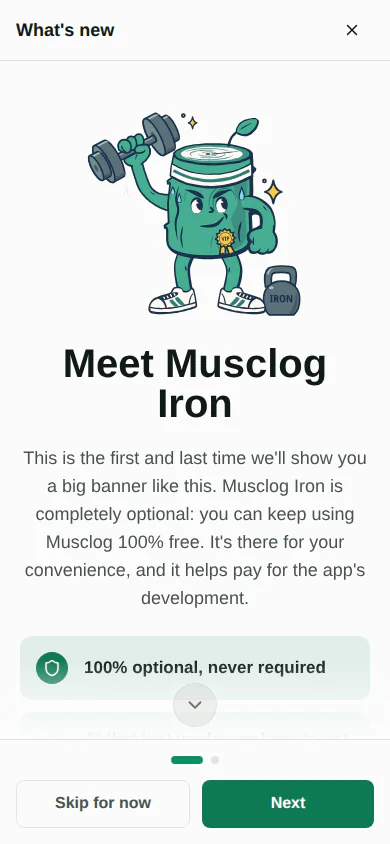 What's new
VIP
IRON
Meet Musclog
Iron
This is the first and last time we'll show you
a big banner like this. Musclog Iron is
completely optional: you can keep using
Musclog 100% free. It's there for your
convenience, and it helps pay for the app's
development.
100% optional, never required
Skip for now
Next